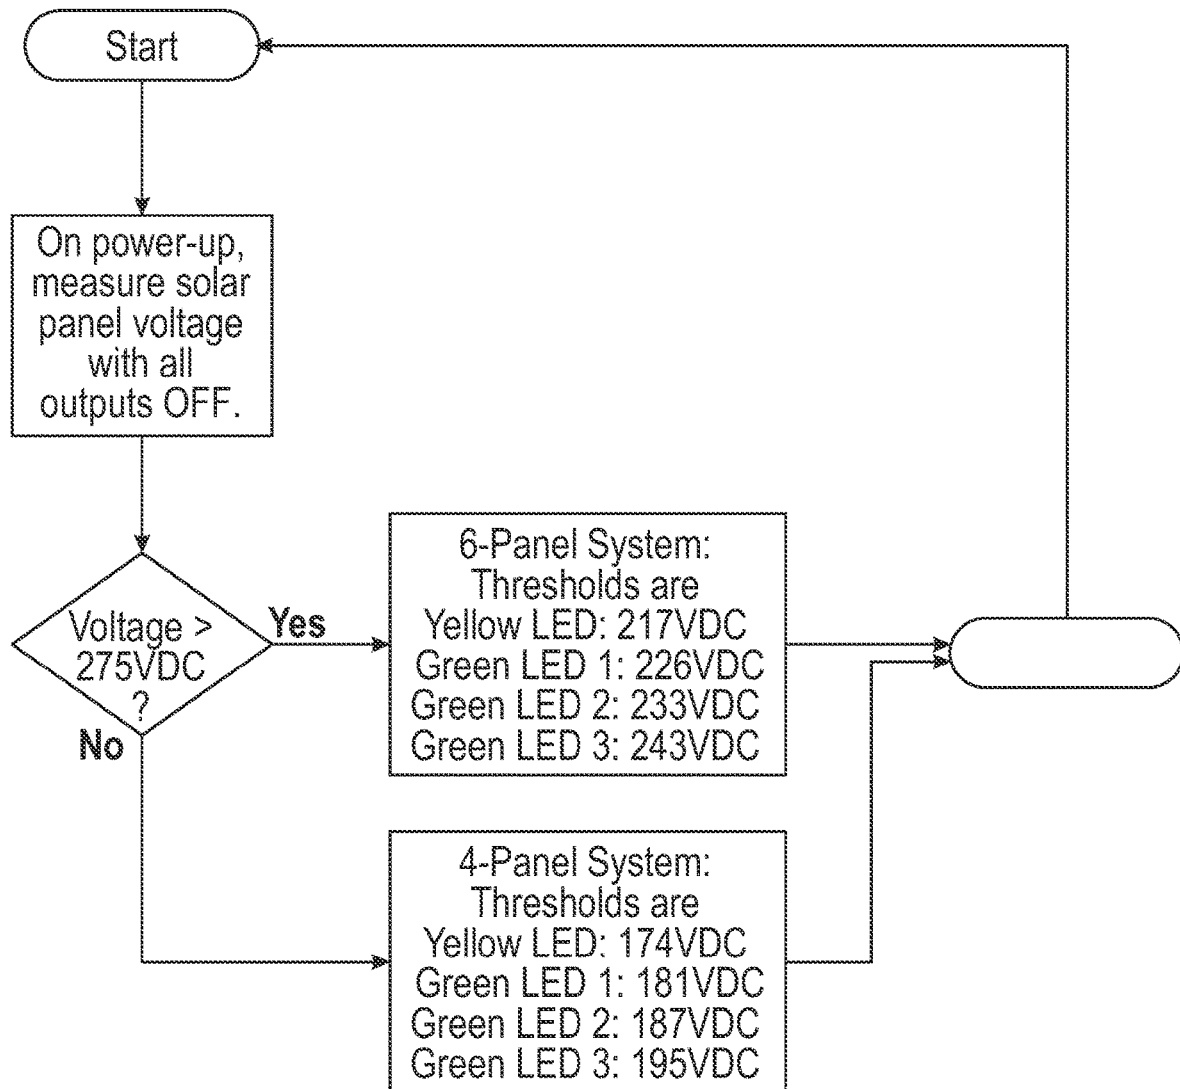 Start
On power-up,
measure solar
panel voltage
with all
outputs OFF.
Voltage >
275VDC
?
Yes
No
6-Panel System:
Thresholds are
Yellow LED: 217VDC
Green LED 1: 226VDC
Green LED 2: 233VDC
Green LED 3: 243VDC
4-Panel System:
Thresholds are
Yellow LED: 174VDC
Green LED 1: 181VDC
Green LED 2: 187VDC
Green LED 3: 195VDC